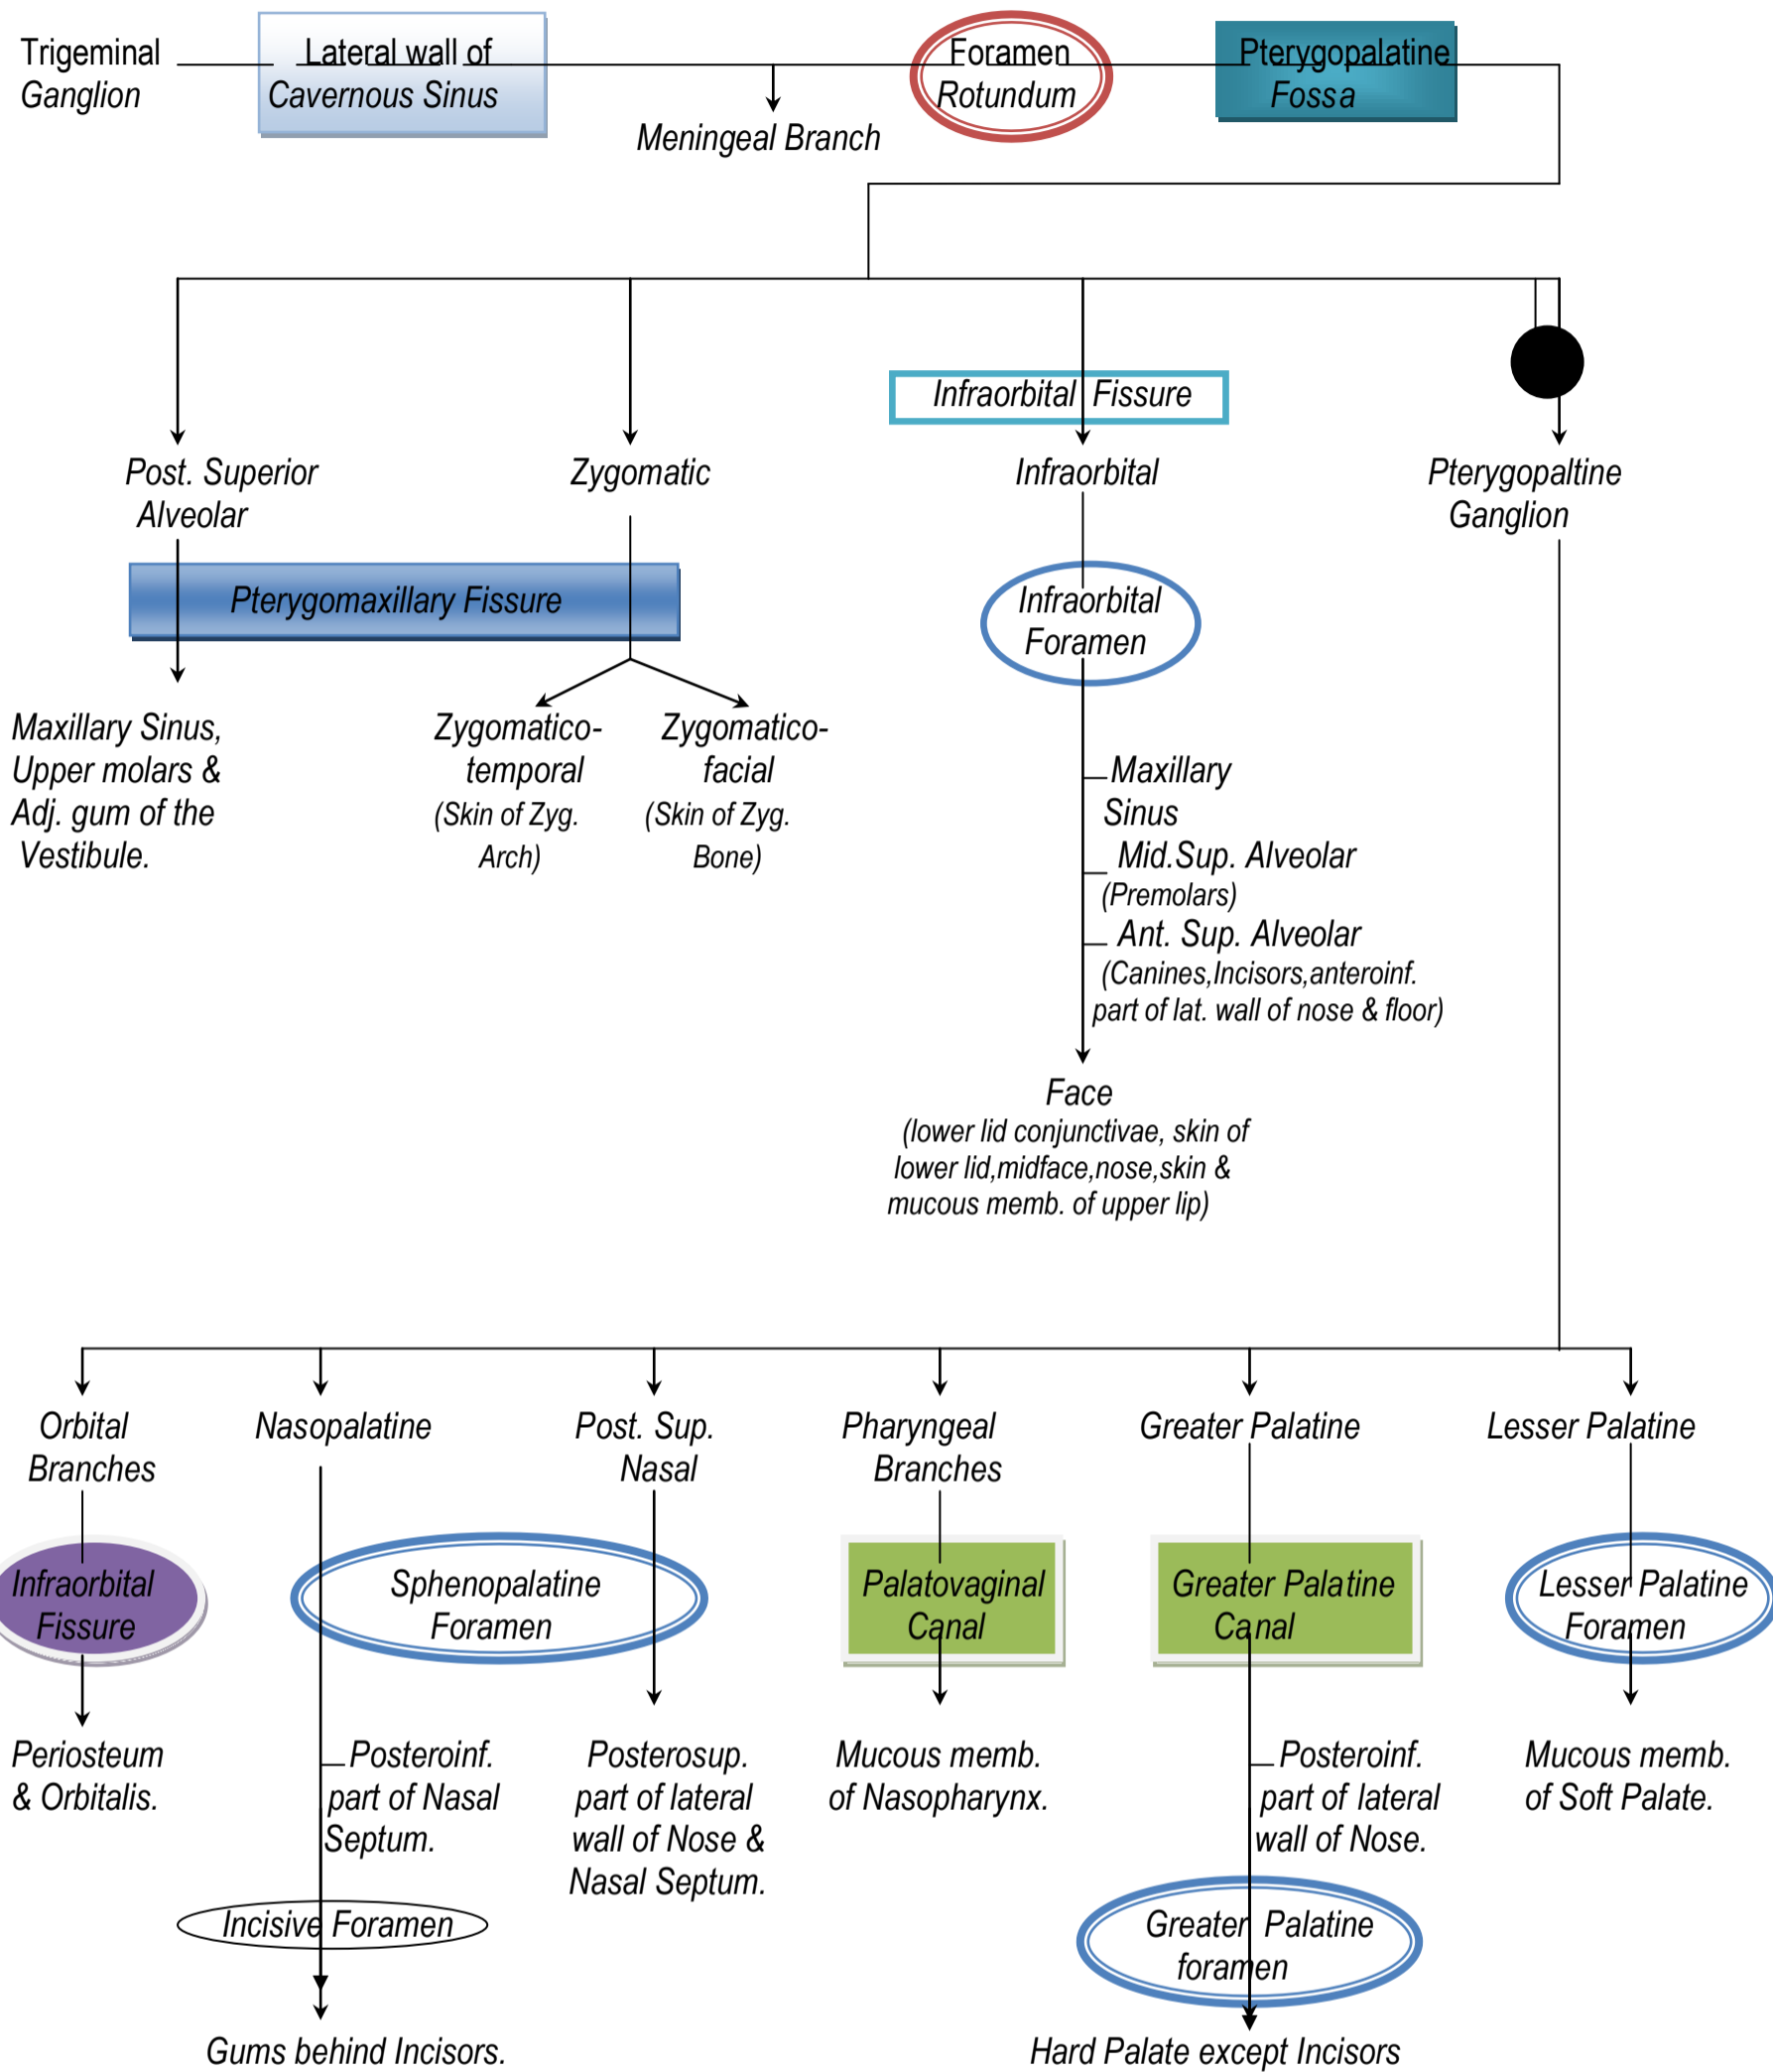 Trigeminal
Ganglion
Lateral wall of
Cavernous Sinus
Meningeal Branch
Foramen
Rotundum
Pterygopalatine
Fossa
Infraorbital Fissure
Post. Superior
Alveolar
Zygomatic
Infraorbital
Pterygopaltine
Ganglion
Pterygomaxillary Fissure
Infraorbital
Foramen
Maxillary Sinus,
Upper molars &
Adj. gum of the
Vestibule.
Zygomatico-
temporal
(Skin of Zyg.
Arch)
Zygomatico-
facial
(Skin of Zyg.
Bone)
Maxillary
Sinus
Mid.Sup. Alveolar
(Premolars)
Ant. Sup. Alveolar
(Canines,Incisors,anteroinf.
part of lat. wall of nose & floor)
Face
(lower lid conjunctivae, skin of
lower lid,midface,nose,skin &
mucous memb. of upper lip)
Orbital
Branches
Nasopalatine
Post. Sup.
Nasal
Pharyngeal
Branches
Greater Palatine
Lesser Palatine
Infraorbital
Fissure
Sphenopalatine
Foramen
Palatovaginal
Canal
Greater Palatine
Canal
Lesser Palatine
Foramen
Periosteum
& Orbitalis.
Posteroinf.
part of Nasal
Septum.
Posterosup.
part of lateral
wall of Nose &
Nasal Septum.
Mucous memb.
of Nasopharynx.
Posteroinf.
part of lateral
wall of Nose.
Mucous memb.
of Soft Palate.
Incisive Foramen
Greater Palatine
foramen
Gums behind Incisors.
Hard Palate except Incisors